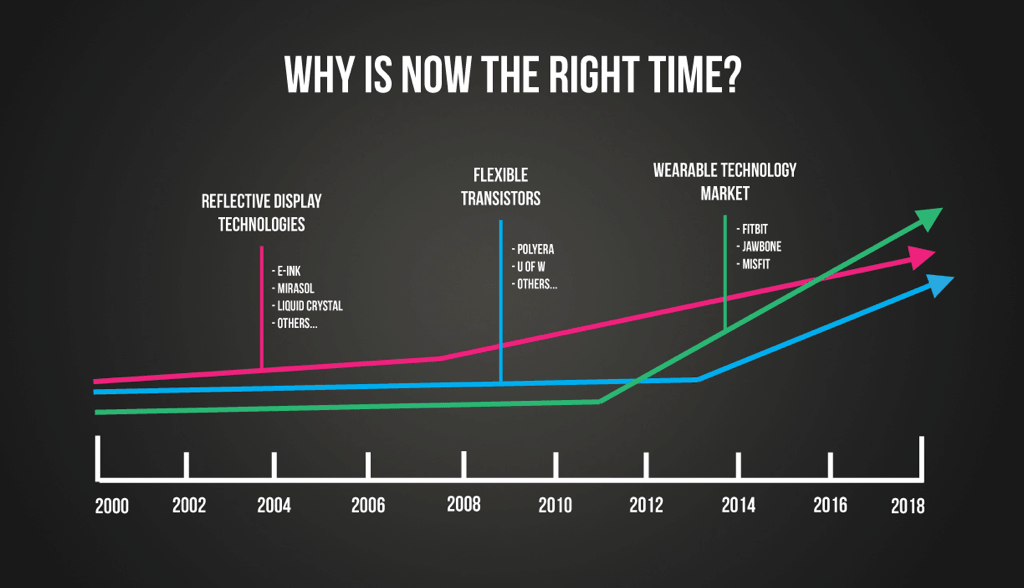 WHY IS NOW THE RIGHT TIME?
REFLECTIVE DISPLAY
TECHNOLOGIES
- E-INK
- MIRASOL
- LIQUID CRYSTAL
- OTHERS...
FLEXIBLE
TRANSISTORS
- POLYERA
- U OF W
- OTHERS...
WEARABLE TECHNOLOGY
MARKET
- FITBIT
- JAWBONE
- MISFIT
2000 2002 2004 2006 2008 2010 2012 2014 2016 2018